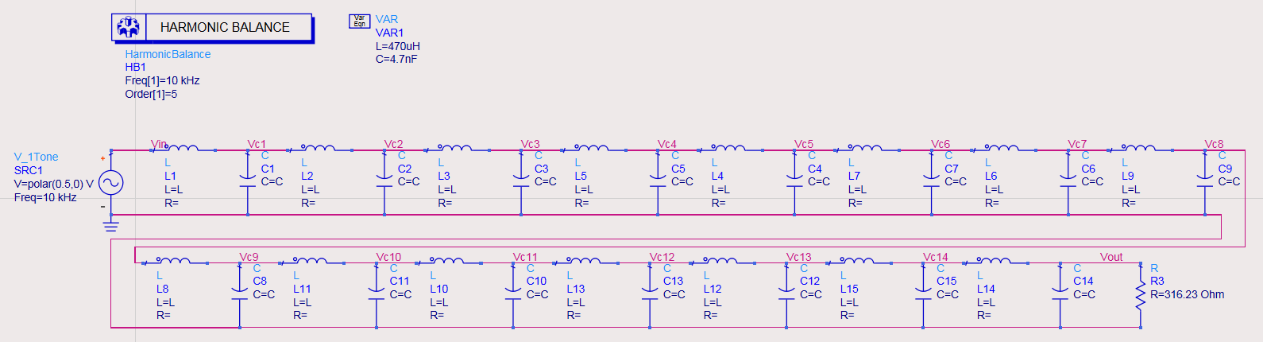 HARMONIC BALANCE
HarmonicBalance
HB1
Freq[1]=10 kHz
Order[1]=5
Var
Eqn
VAR
VAR1
L=470uH
C=4.7nF
V_1Tone
SRC1
V=polar(0.5,0) V
Freq=10 kHz
+
-
Vin
L
L1
L=L
R=
Vc1
C
C1
C=C
L
L2
L=L
R=
Vc2
C
C2
C=C
L
L3
L=L
R=
Vc3
C
C3
C=C
L
L5
L=L
R=
Vc4
C
C5
C=C
L
L4
L=L
R=
Vc5
C
C4
C=C
L
L7
L=L
R=
Vc6
C
C7
C=C
L
L6
L=L
R=
Vc7
C
C6
C=C
L
L9
L=L
R=
Vc8
C
C9
C=C
L
L8
L=L
R=
Vc9
C
C8
C=C
L
L11
L=L
R=
Vc10
C
C11
C=C
L
L10
L=L
R=
Vc11
C
C10
C=C
L
L13
L=L
R=
Vc12
C
C13
C=C
L
L12
L=L
R=
Vc13
C
C12
C=C
L
L15
L=L
R=
Vc14
C
C15
C=C
L
L14
L=L
R=
C
C14
C=C
Vout
R
R3
R=316.23 Ohm